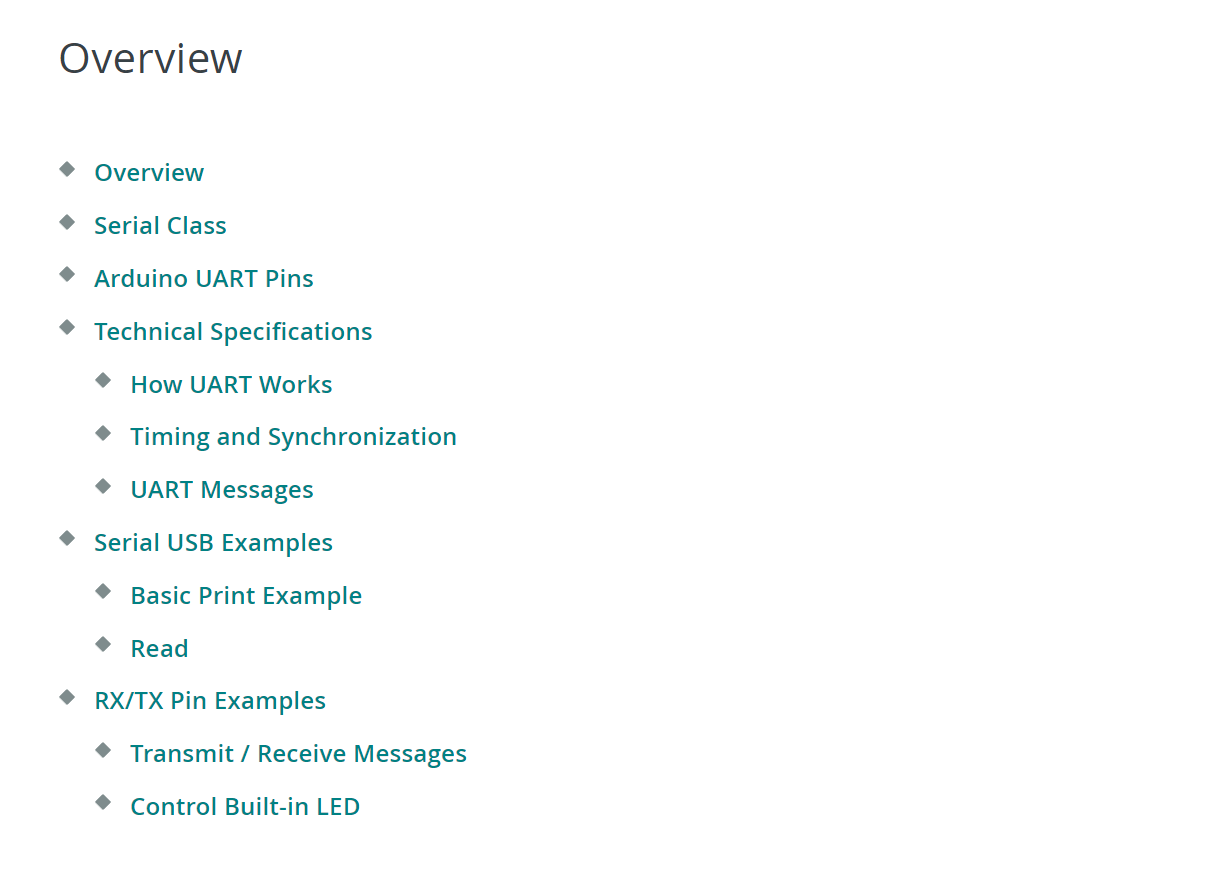 Overview
Overview
Serial Class
Arduino UART Pins
Technical Specifications
How UART Works
Timing and Synchronization
UART Messages
Serial USB Examples
Basic Print Example
Read
RX/TX Pin Examples
Transmit / Receive Messages
Control Built-in LED